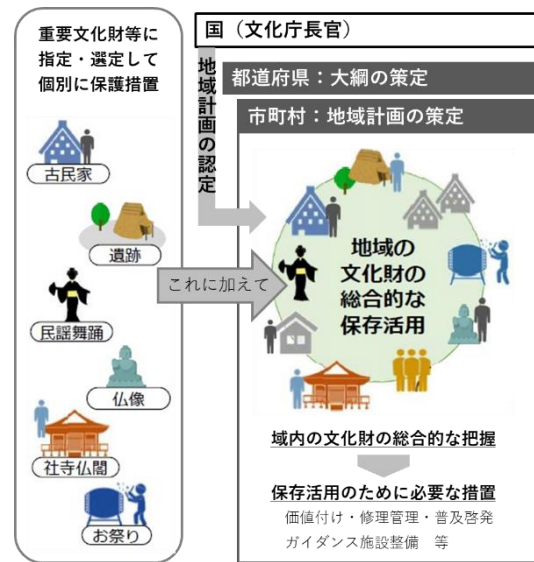 重要文化財等に
指定・選定して
個別に保護措置
古民家
遺跡
民謡舞踊
仏像
社寺仏閣
お祭り
これに加えて
国（文化庁長官）
地域計画の認定
都道府県：大綱の策定
市町村：地域計画の策定
地域の
文化財の
総合的な
保存活用
域内の文化財の総合的な把握
保存活用のために必要な措置
価値付け・修理管理・普及啓発
ガイダンス施設整備　等